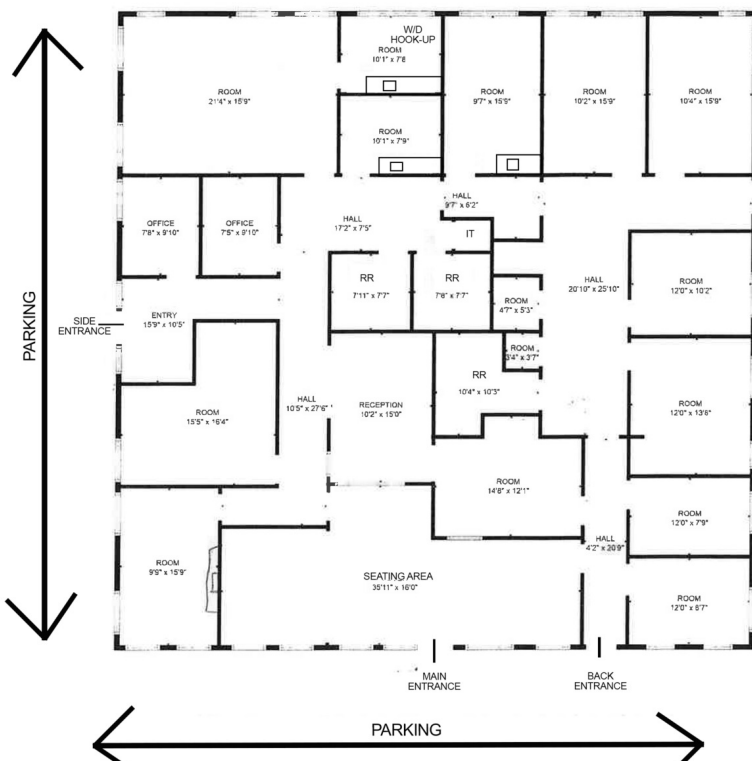 W/D
HOOK-UP
ROOM
10'1" x 7'8
ROOM
21'4" x 15'9"
ROOM
9'7" x 15'9"
ROOM
10'2" x 15'9"
ROOM
10'4" x 15'9"
ROOM
10'1" x 7'9"
HALL
9'7" x 6'2"
OFFICE
7'8" x 9'10"
OFFICE
7'5" x 9'10"
HALL
17'2" x 7'5"
IT
RR
7'11" x 7'7"
RR
7'8" x 7'7"
ROOM
4'7" x 5'3"
HALL
20'10" x 25'10"
ROOM
12'0" x 10'2"
PARKING
SIDE
ENTRANCE
ENTRY
15'9" x 10'5"
ROOM
3'4" x 3'7"
RR
10'4" x 10'3"
ROOM
15'5" x 16'4"
HALL
10'5" x 27'6"
RECEPTION
10'2" x 15'0"
ROOM
12'0" x 13'8"
ROOM
14'8" x 12'1"
ROOM
12'0" x 7'9"
HALL
4'2" x 20'9"
ROOM
9'9" x 15'9"
SEATING AREA
35'11" x 16'0"
ROOM
12'0" x 8'7"
MAIN
ENTRANCE
BACK
ENTRANCE
PARKING